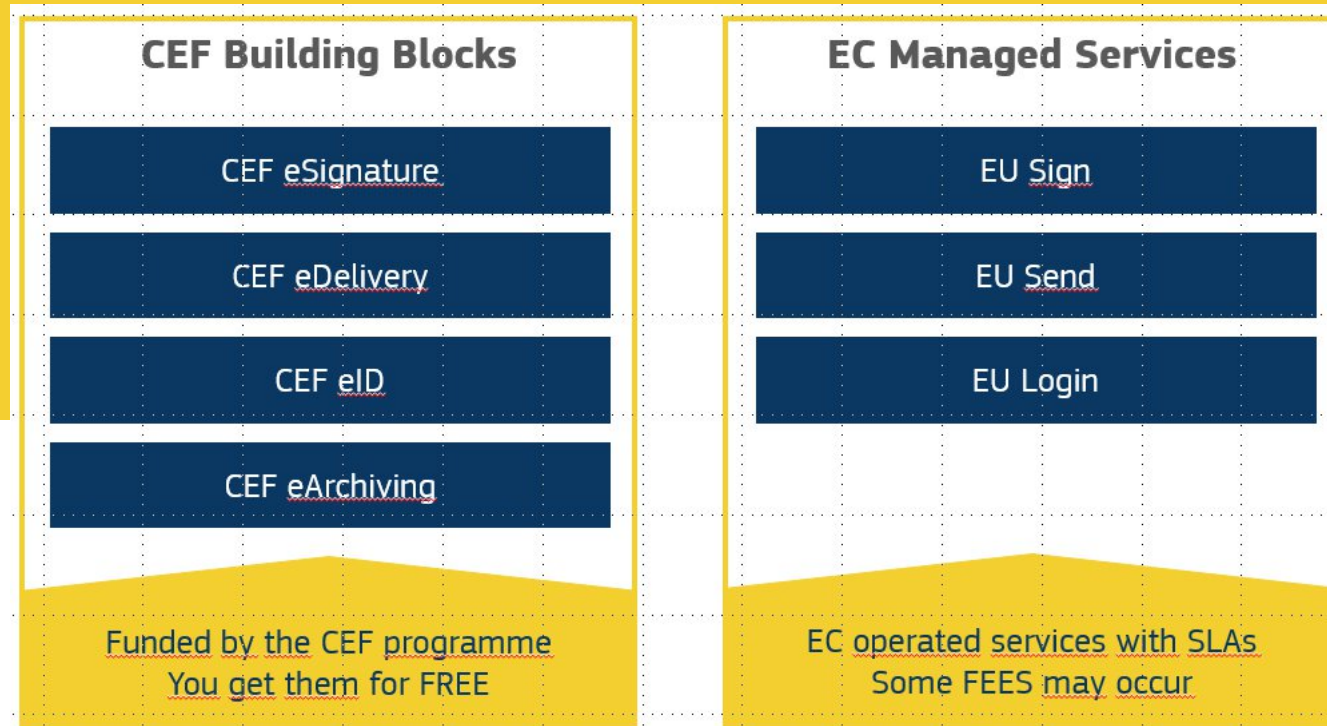 CEF Building Blocks
CEF eSignature
CEF eDelivery
CEF eID
CEF eArchiving
Funded by the CEF programme
You get them for FREE
EC Managed Services
EU Sign
EU Send
EU Login
EC operated services with SLAs
Some FEES may occur